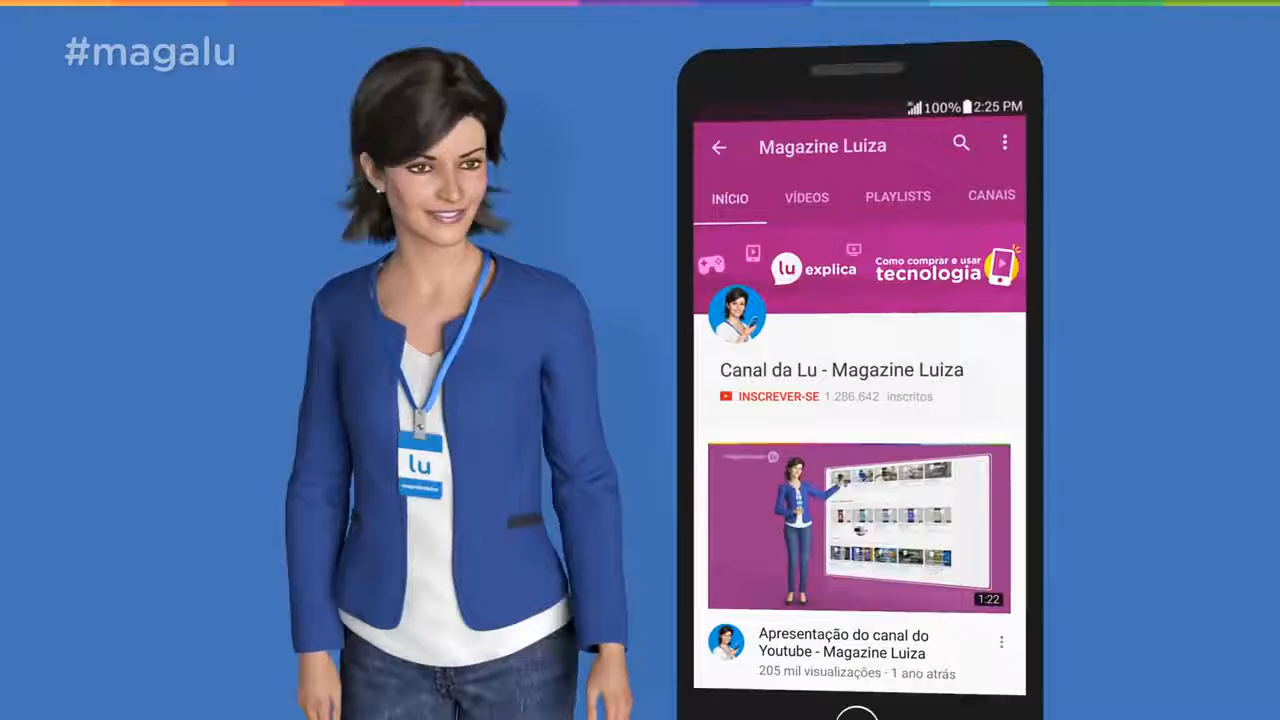 #magalu
100% 2:25 PM
Magazine Luiza
INÍCIO VÍDEOS PLAYLISTS CANAIS
lu explica
Como comprar e usar
tecnologia
Canal da Lu - Magazine Luiza
INSCREVER-SE 1.286.642 inscritos
lu
lu
1:22
Apresentação do canal do
Youtube - Magazine Luiza
205 mil visualizações · 1 ano atrás